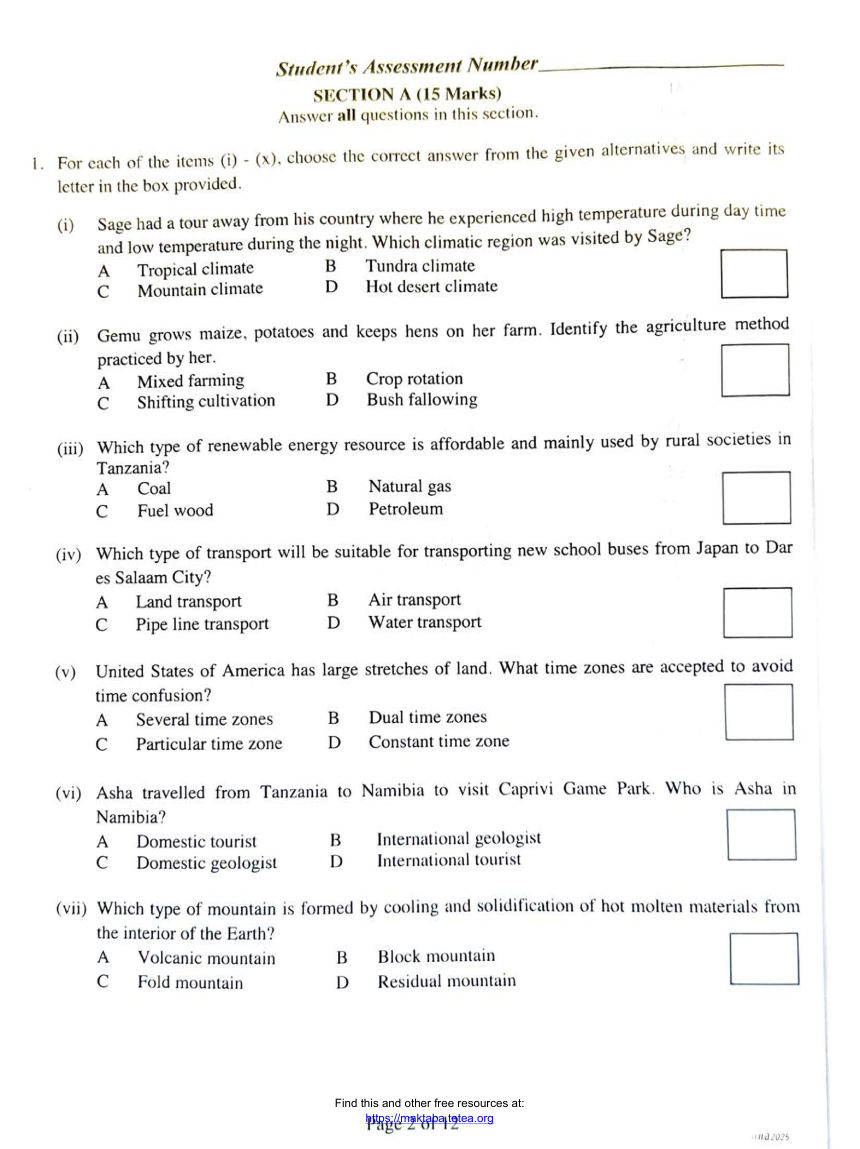 Student's Assessment Number
SECTION A (15 Marks)
Answer all questions in this section.
1. For each of the items (i) - (x), choose the correct answer from the given alternatives and write its
letter in the box provided.
(i) Sage had a tour away from his country where he experienced high temperature during day time
and low temperature during the night. Which climatic region was visited by Sage?
A Tropical climate B Tundra climate
C Mountain climate D Hot desert climate
(ii) Gemu grows maize, potatoes and keeps hens on her farm. Identify the agriculture method
practiced by her.
A Mixed farming B Crop rotation
C Shifting cultivation D Bush fallowing
(iii) Which type of renewable energy resource is affordable and mainly used by rural societies in
Tanzania?
A Coal B Natural gas
C Fuel wood D Petroleum
(iv) Which type of transport will be suitable for transporting new school buses from Japan to Dar
es Salaam City?
A Land transport B Air transport
C Pipe line transport D Water transport
(v) United States of America has large stretches of land. What time zones are accepted to avoid
time confusion?
A Several time zones B Dual time zones
C Particular time zone D Constant time zone
(vi) Asha travelled from Tanzania to Namibia to visit Caprivi Game Park. Who is Asha in
Namibia?
A Domestic tourist B International geologist
C Domestic geologist D International tourist
(vii) Which type of mountain is formed by cooling and solidification of hot molten materials from
the interior of the Earth?
A Volcanic mountain B Block mountain
C Fold mountain D Residual mountain
Find this and other free resources at:
https://maktaba.tetea.org
Page 2 of 12
2025